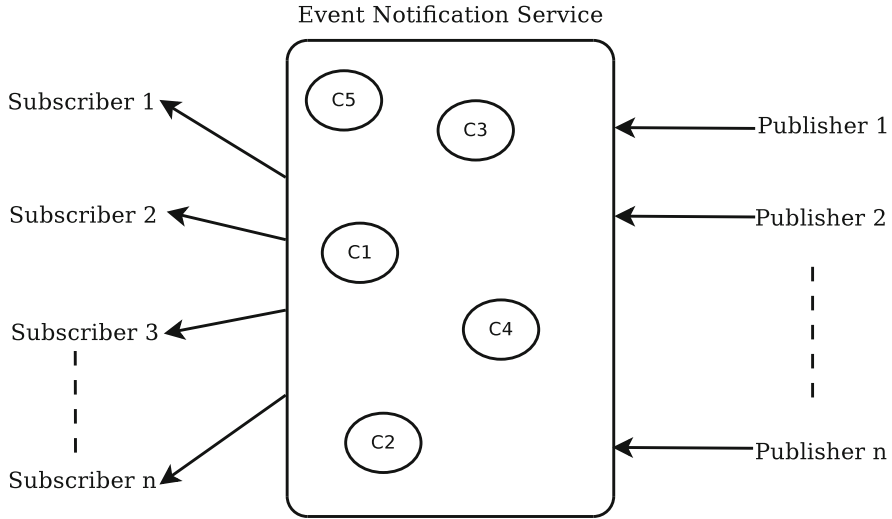 Event Notification Service
Subscriber 1
Subscriber 2
Subscriber 3
Subscriber n
C5
C3
C1
C4
C2
Publisher 1
Publisher 2
Publisher n